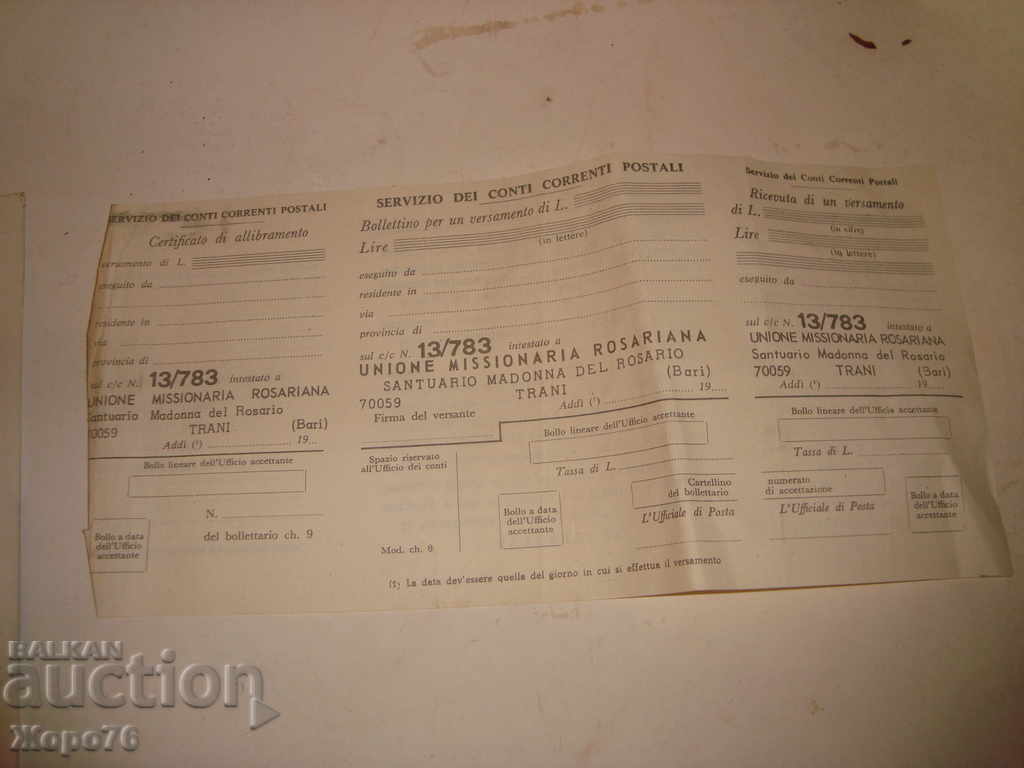 SERVIZIO DEI CONTI CORRENTI POSTALI
Certificato di allibramento
versamento di L.
eseguito da
residente in
via
provincia di
sul c/c N. 13/783 intestato a
UNIONE MISSIONARIA ROSARIANA
Santuario Madonna del Rosario
70059 TRANI (Bari)
Addì (¹) 19....
Bollo lineare dell'Ufficio accettante
N.
del bollettario ch. 9
Bollo a data
dell'Ufficio
accettante
SERVIZIO DEI CONTI CORRENTI POSTALI
Bollettino per un versamento di L.
Lire
(in lettere)
eseguito da
residente in
via
provincia di
sul c/c N. 13/783 intestato a
UNIONE MISSIONARIA ROSARIANA
SANTUARIO MADONNA DEL ROSARIO
70059 TRANI (Bari)
Firma del versante Addì (¹) 19....
Bollo lineare dell'Ufficio accettante
Spazio riservato
all'Ufficio dei conti
Tassa di L.
Cartellino
del bollettario
Bollo a data
dell'Ufficio
accettante
L'Ufficiale di Posta
Mod. ch. 8
(¹) La data dev'essere quella del giorno in cui si effettua il versamento
Servizio dei Conti Correnti Postali
Ricevuta di un versamento
di L.
(in cifre)
Lire
(in lettere)
eseguito da
sul c/c N. 13/783 intestato a
UNIONE MISSIONARIA ROSARIANA
Santuario Madonna del Rosario
70059 TRANI (Bari)
Addì (¹) 19....
Bollo lineare dell'Ufficio accettante
Tassa di L.
numerato
di accettazione
L'Ufficiale di Posta
Bollo a data
dell'Ufficio
accettante
BALKAN
auction
Жоро76